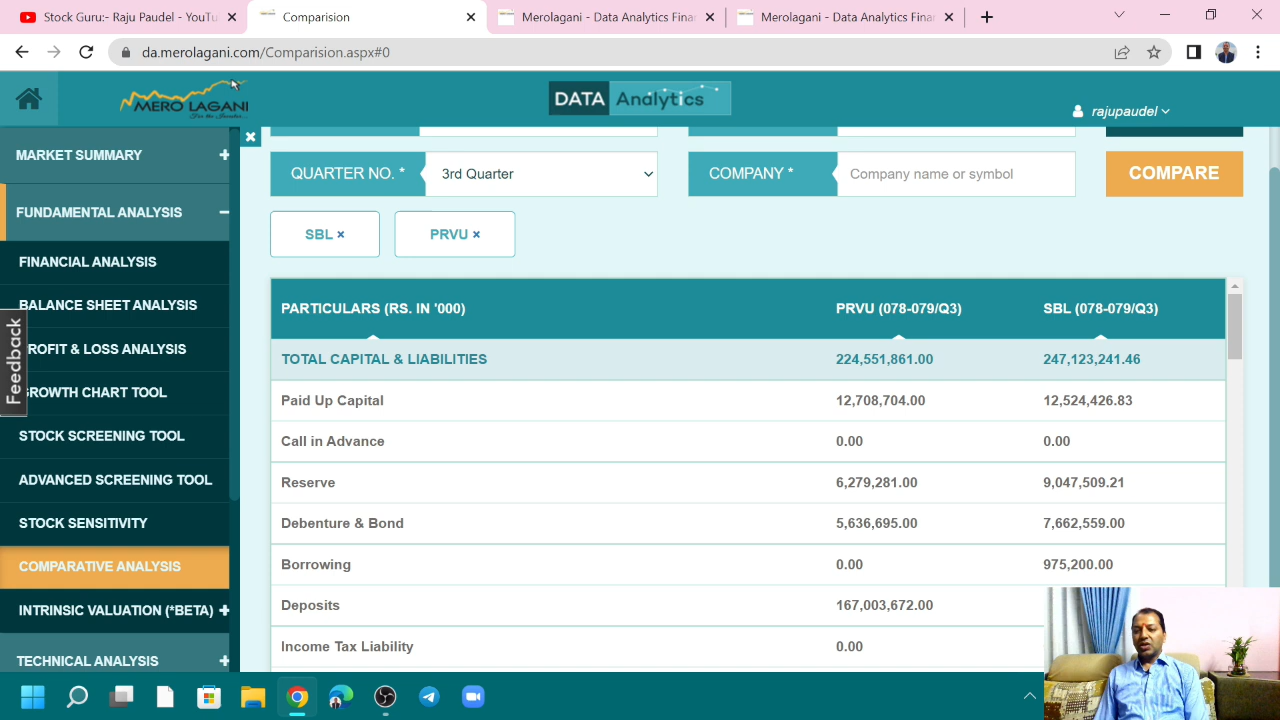 Stock Guru:- Raju Paudel - YouTu
Comparision
Merolagani - Data Analytics Fina
Merolagani - Data Analytics Fina
da.merolagani.com/Comparision.aspx#0
MERO LAGANI
For the Investor...
DATA Analytics
rajupaudel
MARKET SUMMARY
FUNDAMENTAL ANALYSIS
FINANCIAL ANALYSIS
BALANCE SHEET ANALYSIS
ROFIT & LOSS ANALYSIS
GROWTH CHART TOOL
STOCK SCREENING TOOL
ADVANCED SCREENING TOOL
STOCK SENSITIVITY
COMPARATIVE ANALYSIS
INTRINSIC VALUATION (*BETA)
TECHNICAL ANALYSIS
Feedback
QUARTER NO. * 3rd Quarter COMPANY * Company name or symbol COMPARE
SBL × PRVU ×
PARTICULARS (RS. IN '000) PRVU (078-079/Q3) SBL (078-079/Q3)
TOTAL CAPITAL & LIABILITIES 224,551,861.00 247,123,241.46
Paid Up Capital 12,708,704.00 12,524,426.83
Call in Advance 0.00 0.00
Reserve 6,279,281.00 9,047,509.21
Debenture & Bond 5,636,695.00 7,662,559.00
Borrowing 0.00 975,200.00
Deposits 167,003,672.00
Income Tax Liability 0.00